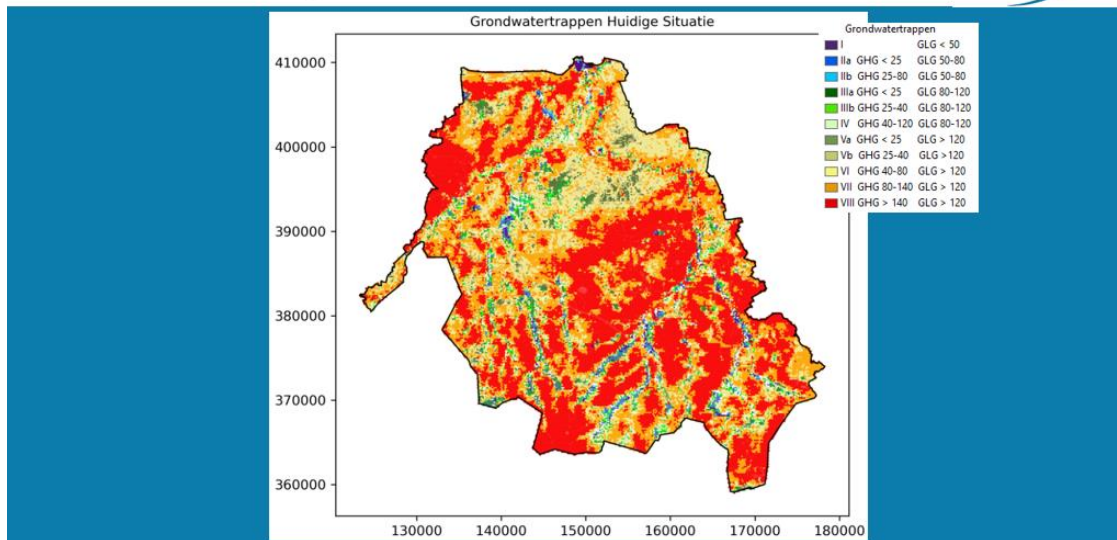 Grondwatertrappen Huidige Situatie
Grondwatertrappen
I GLG < 50
IIa GHG < 25 GLG 50-80
IIb GHG 25-80 GLG 50-80
IIIa GHG < 25 GLG 80-120
IIIb GHG 25-40 GLG 80-120
IV GHG 40-120 GLG 80-120
Va GHG < 25 GLG > 120
Vb GHG 25-40 GLG >120
VI GHG 40-80 GLG > 120
VII GHG 80-140 GLG > 120
VIII GHG > 140 GLG > 120
410000
400000
390000
380000
370000
360000
130000 140000 150000 160000 170000 180000